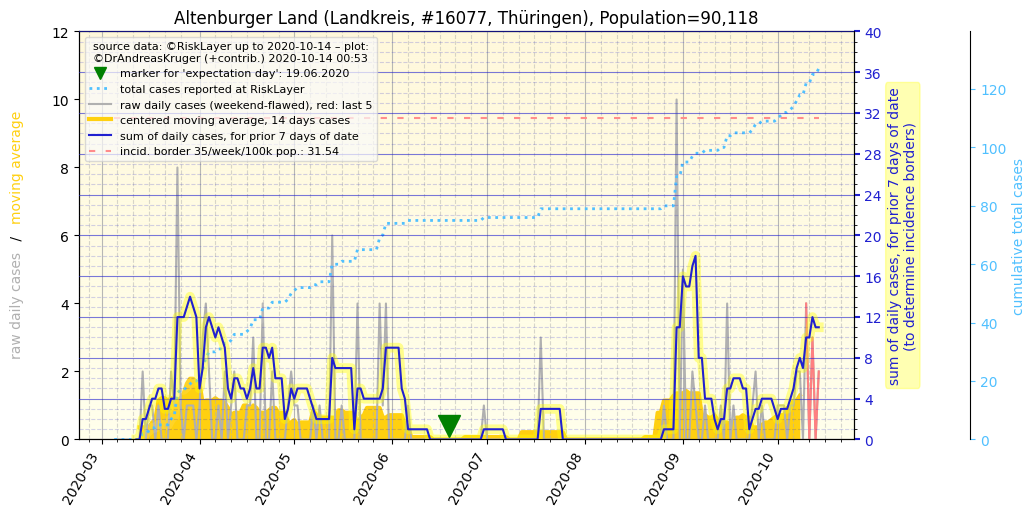 Altenburger Land (Landkreis, #16077, Thüringen), Population=90,118
source data: ©RiskLayer up to 2020-10-14 – plot:
©DrAndreasKruger (+contrib.) 2020-10-14 00:53
marker for 'expectation day': 19.06.2020
total cases reported at RiskLayer
raw daily cases (weekend-flawed), red: last 5
centered moving average, 14 days cases
sum of daily cases, for prior 7 days of date
incid. border 35/week/100k pop.: 31.54
raw daily cases / moving average
12
10
8
6
4
2
0
2020-03
2020-04
2020-05
2020-06
2020-07
2020-08
2020-09
2020-10
40
36
32
28
24
20
16
12
8
4
0
sum of daily cases, for prior 7 days of date
(to determine incidence borders)
120
100
80
60
40
20
0
cumulative total cases